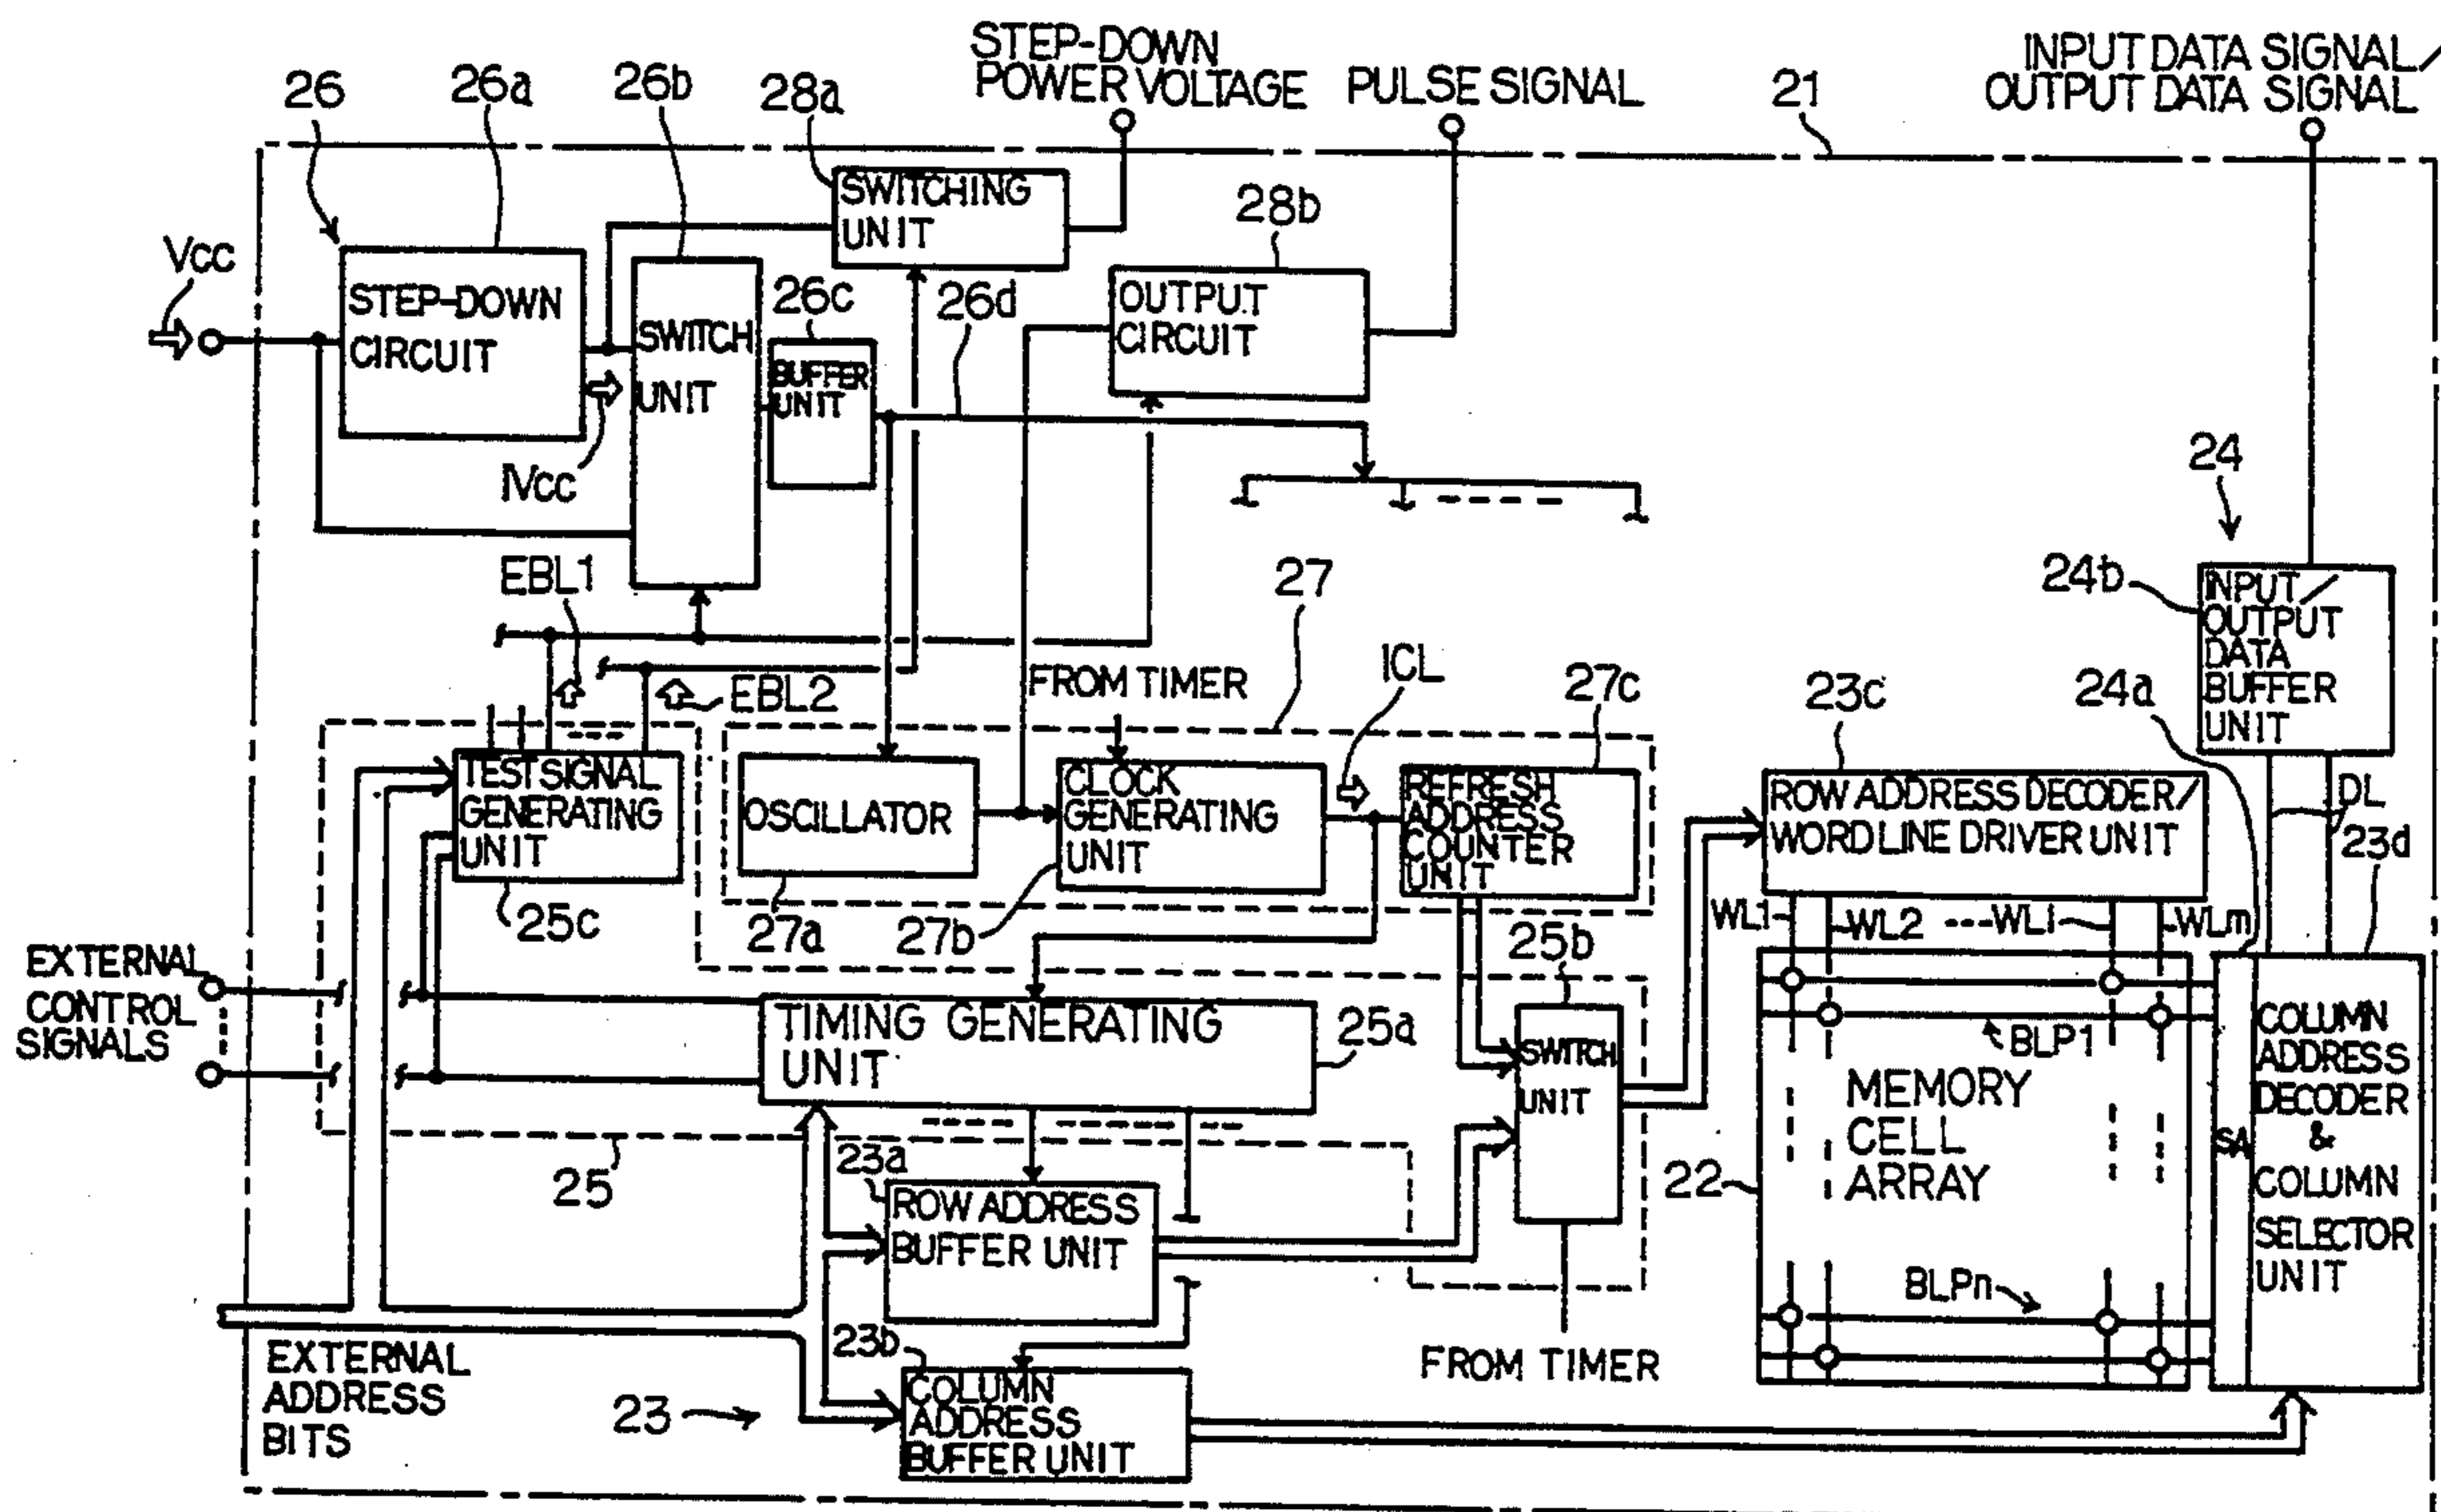 STEP-DOWN
POWER VOLTAGE
PULSE SIGNAL
INPUT DATA SIGNAL/
OUTPUT DATA SIGNAL
26
26a
26b
28a
21
SWITCHING
UNIT
28b
Vcc
STEP-DOWN
CIRCUIT
SWITCH
UNIT
26c
BUFFER
UNIT
26d
OUTPUT
CIRCUIT
IVcc
24
EBL1
EBL2
27
24b
INPUT/
OUTPUT
DATA
BUFFER
UNIT
FROM TIMER
ICL
27c
23c
24a
TEST SIGNAL
GENERATING
UNIT
OSCILLATOR
CLOCK
GENERATING
UNIT
REFRESH
ADDRESS
COUNTER
UNIT
ROW ADDRESS DECODER/
WORD LINE DRIVER UNIT
DL
23d
25c
27a
27b
25b
WL1
WL2
WLi
WLm
EXTERNAL
CONTROL
SIGNALS
TIMING GENERATING
UNIT
25a
SWITCH
UNIT
BLP1
MEMORY
CELL
ARRAY
SA
COLUMN
ADDRESS
DECODER
&
COLUMN
SELECTOR
UNIT
25
23a
ROW ADDRESS
BUFFER UNIT
22
BLPn
EXTERNAL
ADDRESS
BITS
23
23b
COLUMN
ADDRESS
BUFFER UNIT
FROM TIMER